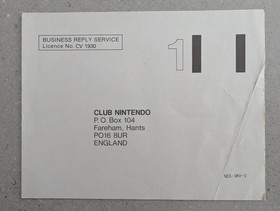 BUSINESS REPLY SERVICE
Licence No. CV 1930
1
CLUB NINTENDO
P.O. Box 104
Fareham, Hants
PO16 8UR
ENGLAND